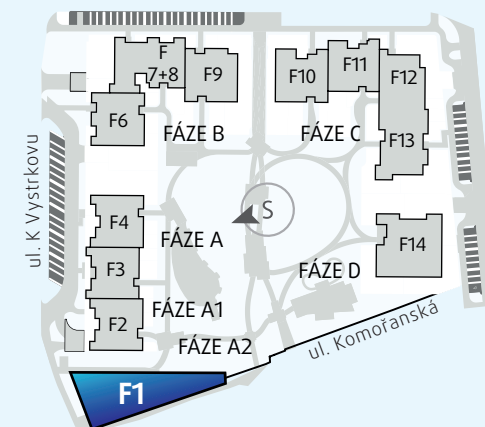 F
7+8
F9
F10
F11
F12
F6
FÁZE B
FÁZE C
F13
ul. K Vystrkovu
F4
S
FÁZE A
F14
F3
FÁZE D
FÁZE A1
F2
FÁZE A2
ul. Komořanská
F1